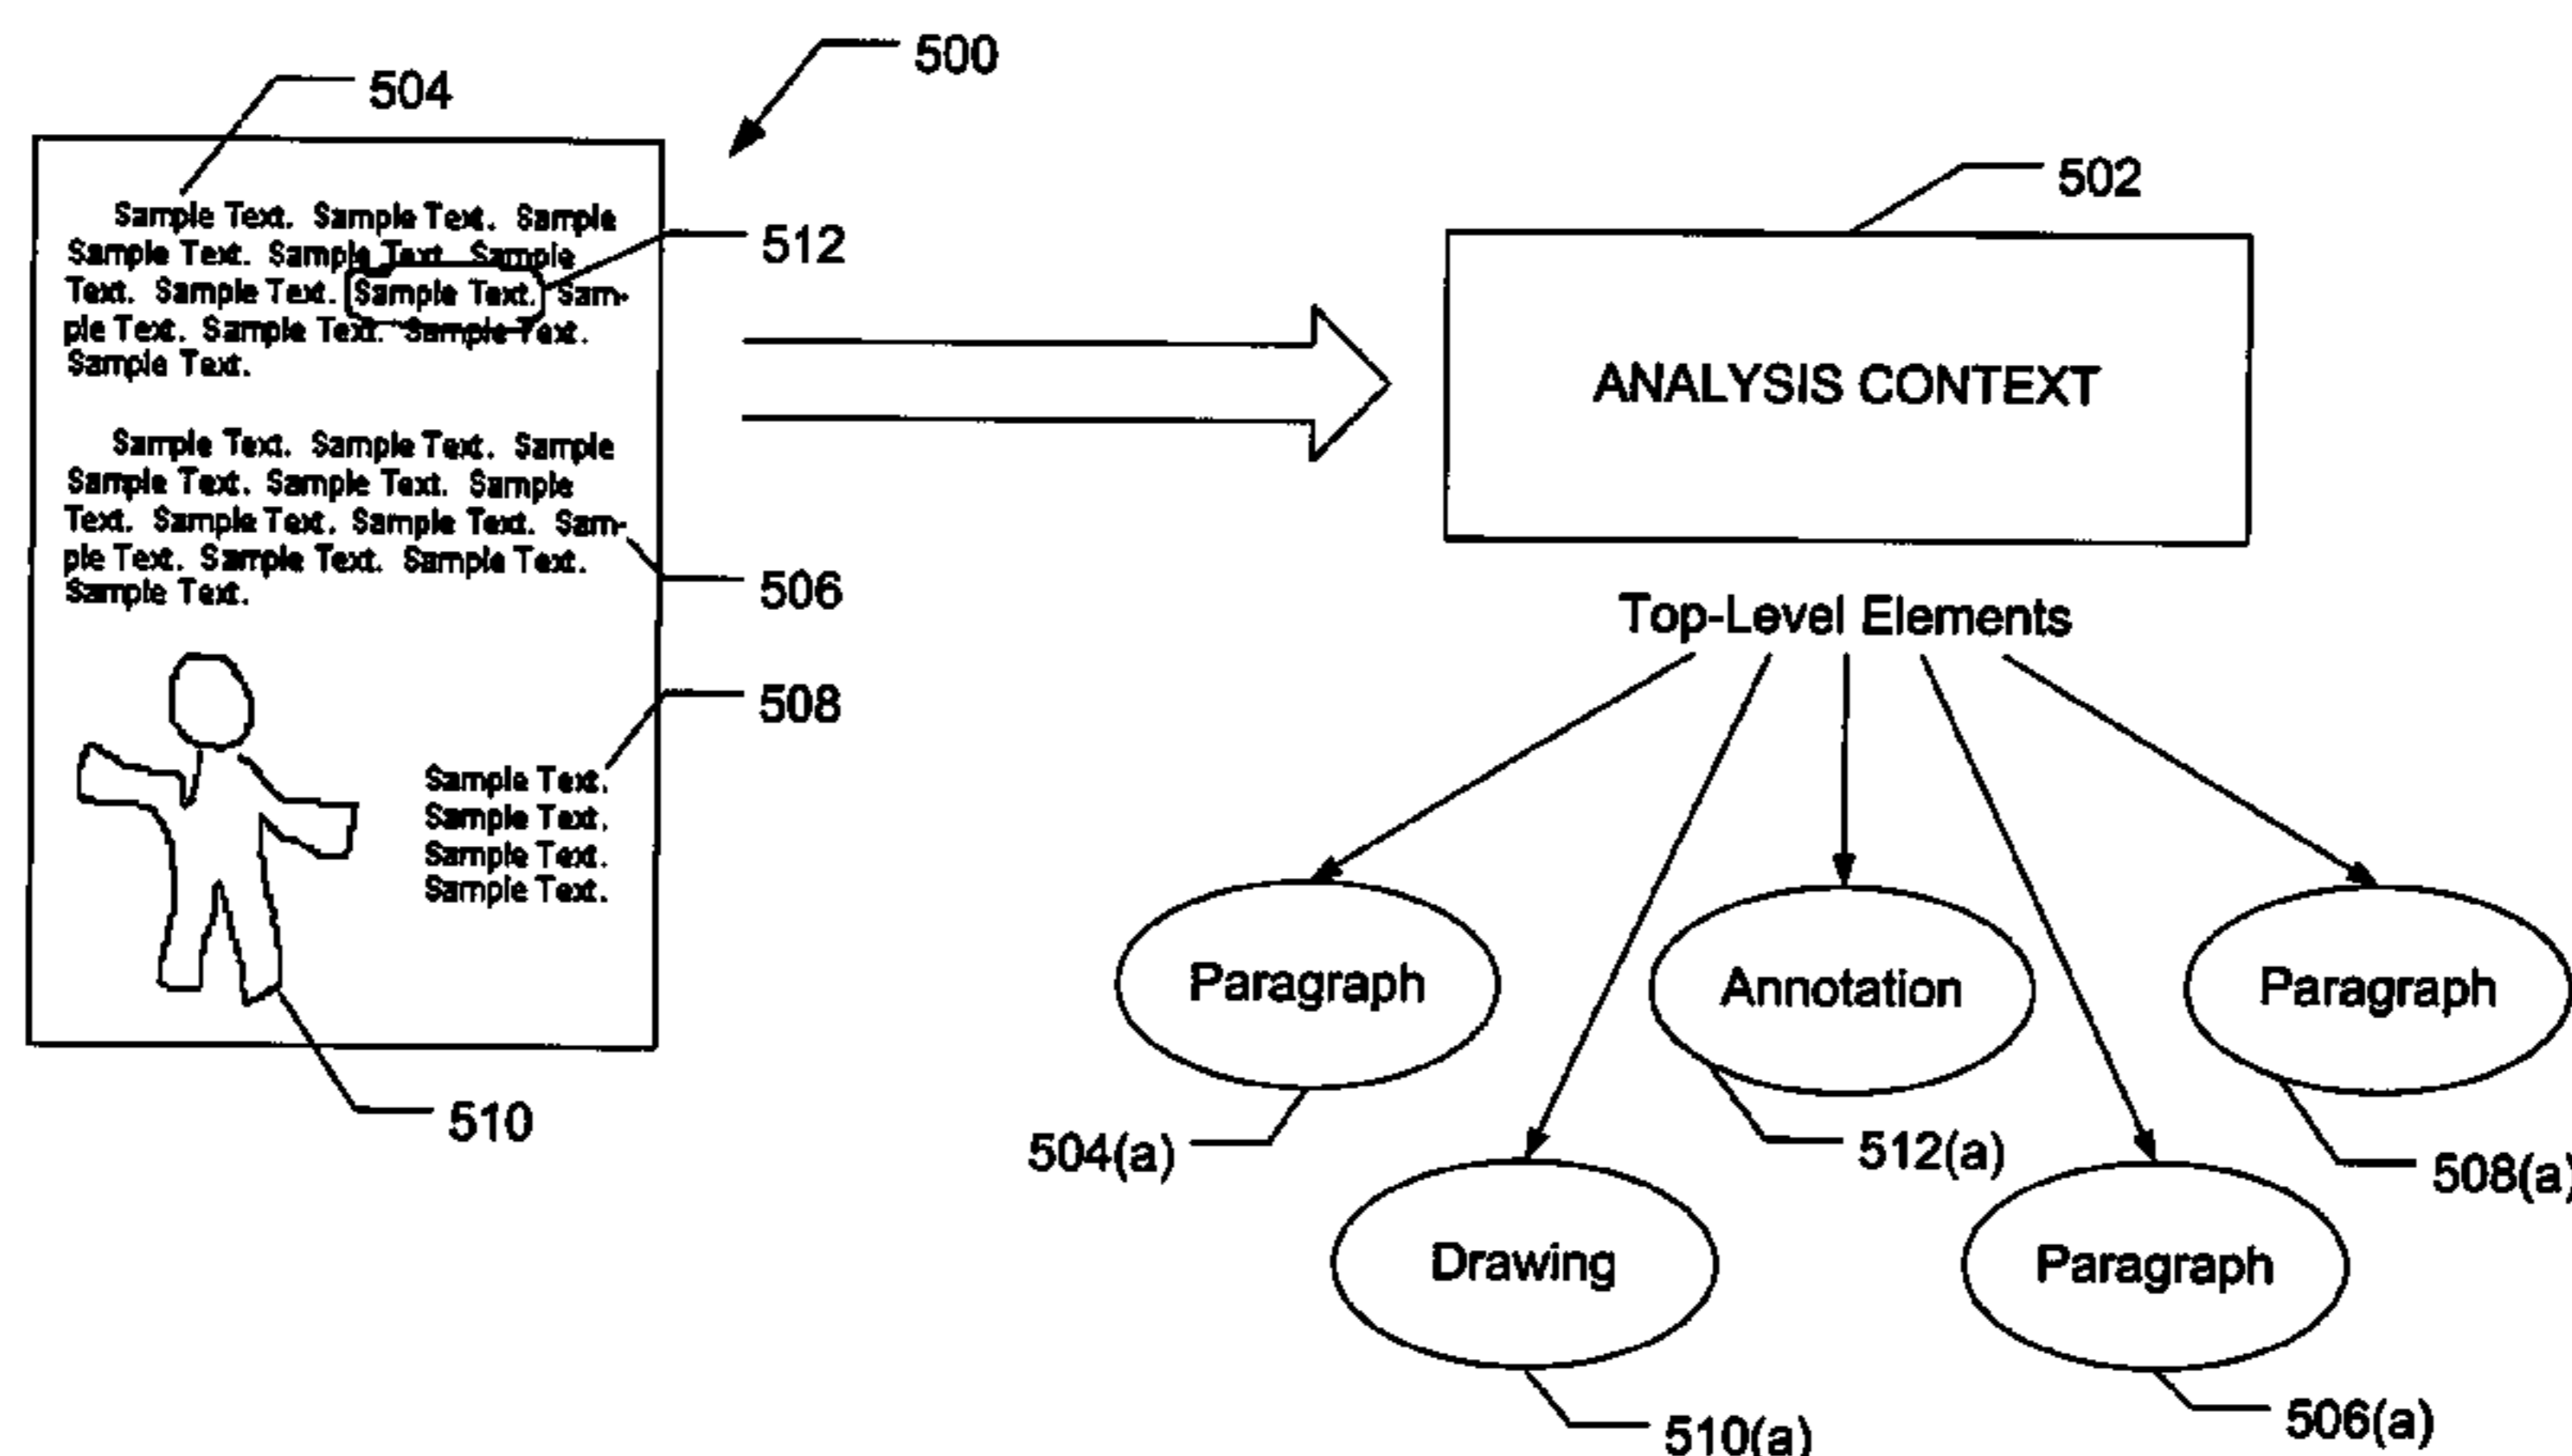 500
504
502
Sample Text. Sample Text. Sample
Sample Text. Sample Text. Sample
Text. Sample Text. Sample Text. Sam-
ple Text. Sample Text. Sample Text.
Sample Text.
512
ANALYSIS CONTEXT
Sample Text. Sample Text. Sample
Sample Text. Sample Text. Sample
Text. Sample Text. Sample Text. Sam-
ple Text. Sample Text. Sample Text.
Sample Text.
506
Top-Level Elements
508
Sample Text.
Sample Text.
Sample Text.
Sample Text.
510
Paragraph
Annotation
Paragraph
504(a)
512(a)
508(a)
Drawing
Paragraph
510(a)
506(a)